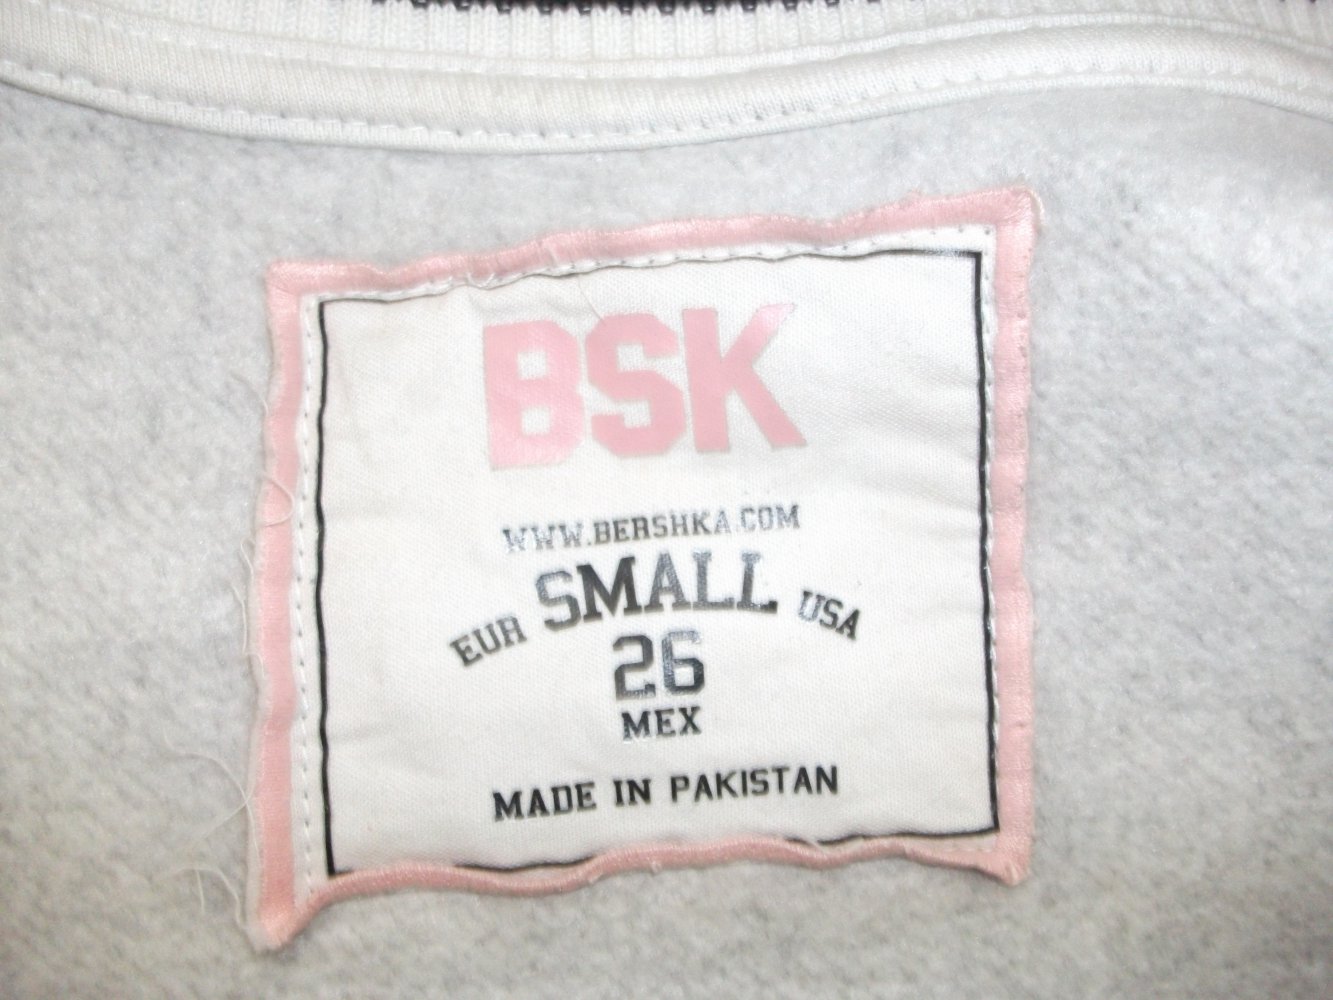 BSK
WWW.BERSHKA.COM
EUR SMALL USA
26
MEX
MADE IN PAKISTAN